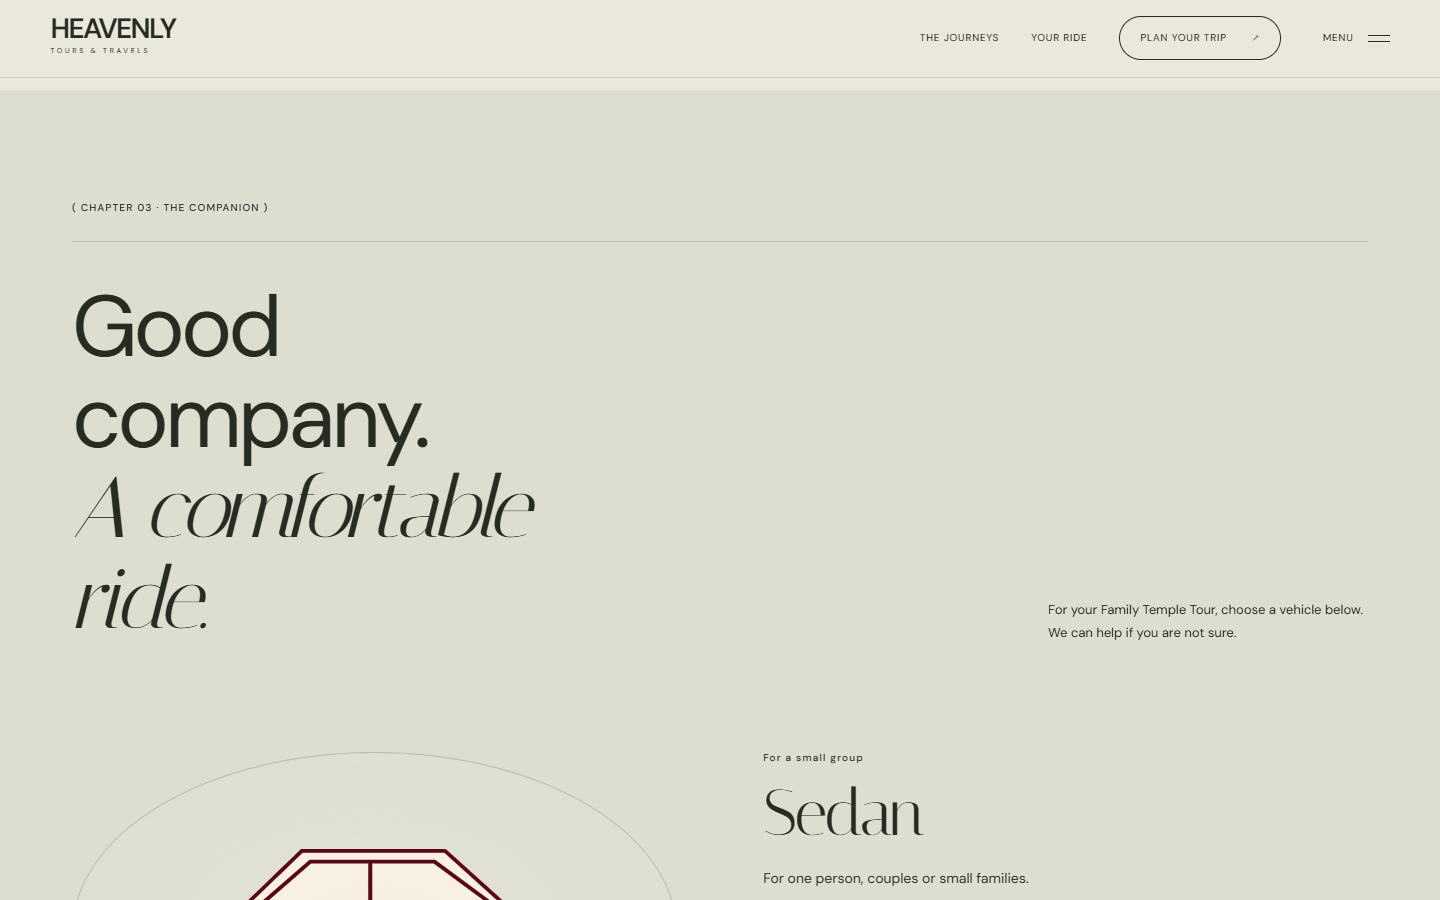 HEAVENLY
TOURS & TRAVELS
THE JOURNEYS
YOUR RIDE
PLAN YOUR TRIP ↗
MENU
( CHAPTER 03 · THE COMPANION )
Good
company.
A comfortable
ride.
For your Family Temple Tour, choose a vehicle below.
We can help if you are not sure.
For a small group
Sedan
For one person, couples or small families.